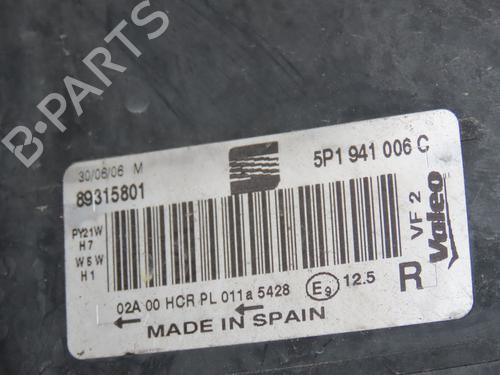 B-PARTS
30/06/06 M
5P1 941 006 C
89315801
PY21W
H7
W5W
H1
VF 2
Valeo
02A 00 HCR PL 011a 5428 E9 12.5 R
MADE IN SPAIN